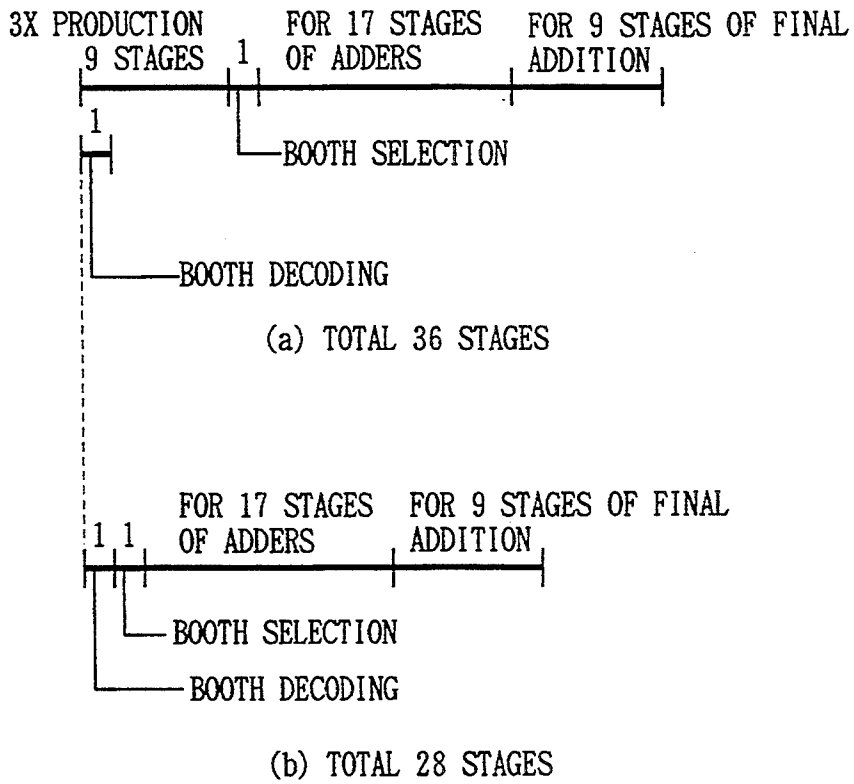 3X PRODUCTION
9 STAGES
1
FOR 17 STAGES
OF ADDERS
FOR 9 STAGES OF FINAL
ADDITION
1
BOOTH SELECTION
BOOTH DECODING
(a) TOTAL 36 STAGES
1
1
FOR 17 STAGES
OF ADDERS
FOR 9 STAGES OF FINAL
ADDITION
BOOTH SELECTION
BOOTH DECODING
(b) TOTAL 28 STAGES